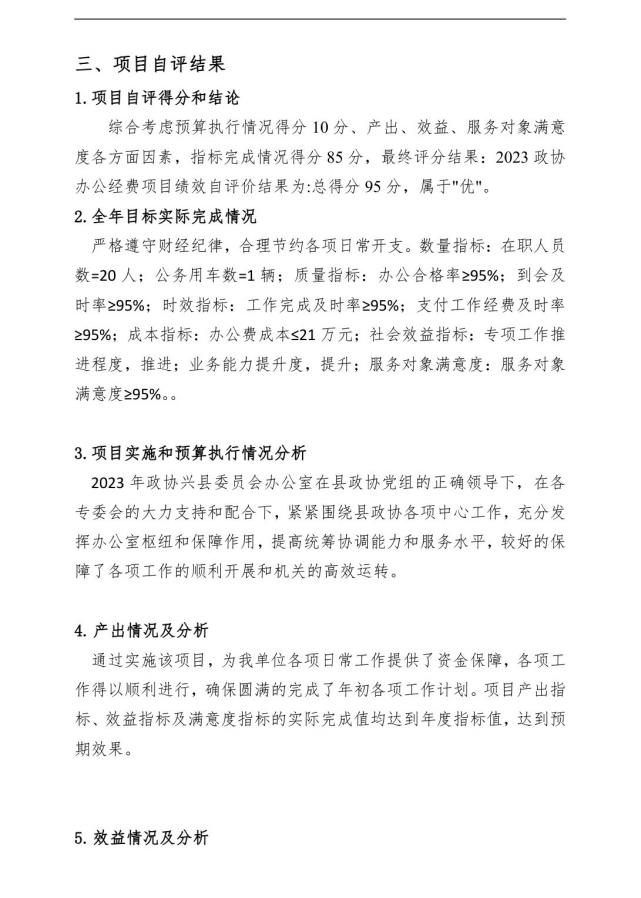 三、项目自评结果
1.项目自评得分和结论
综合考虑预算执行情况得分 10 分、产出、效益、服务对象满意
度各方面因素，指标完成情况得分 85 分，最终评分结果：2023 政协
办公经费项目绩效自评价结果为:总得分 95 分，属于"优"。
2.全年目标实际完成情况
严格遵守财经纪律，合理节约各项日常开支。数量指标：在职人员
数=20 人；公务用车数=1 辆；质量指标：办公合格率≥95%；到会及
时率≥95%；时效指标：工作完成及时率≥95%；支付工作经费及时率
≥95%；成本指标：办公费成本≤21 万元；社会效益指标：专项工作推
进程度，推进；业务能力提升度，提升；服务对象满意度：服务对象
满意度≥95%。。
3.项目实施和预算执行情况分析
2023 年政协兴县委员会办公室在县政协党组的正确领导下，在各
专委会的大力支持和配合下，紧紧围绕县政协各项中心工作，充分发
挥办公室枢纽和保障作用，提高统筹协调能力和服务水平，较好的保
障了各项工作的顺利开展和机关的高效运转。
4.产出情况及分析
通过实施该项目，为我单位各项日常工作提供了资金保障，各项工
作得以顺利进行，确保圆满的完成了年初各项工作计划。项目产出指
标、效益指标及满意度指标的实际完成值均达到年度指标值，达到预
期效果。
5.效益情况及分析